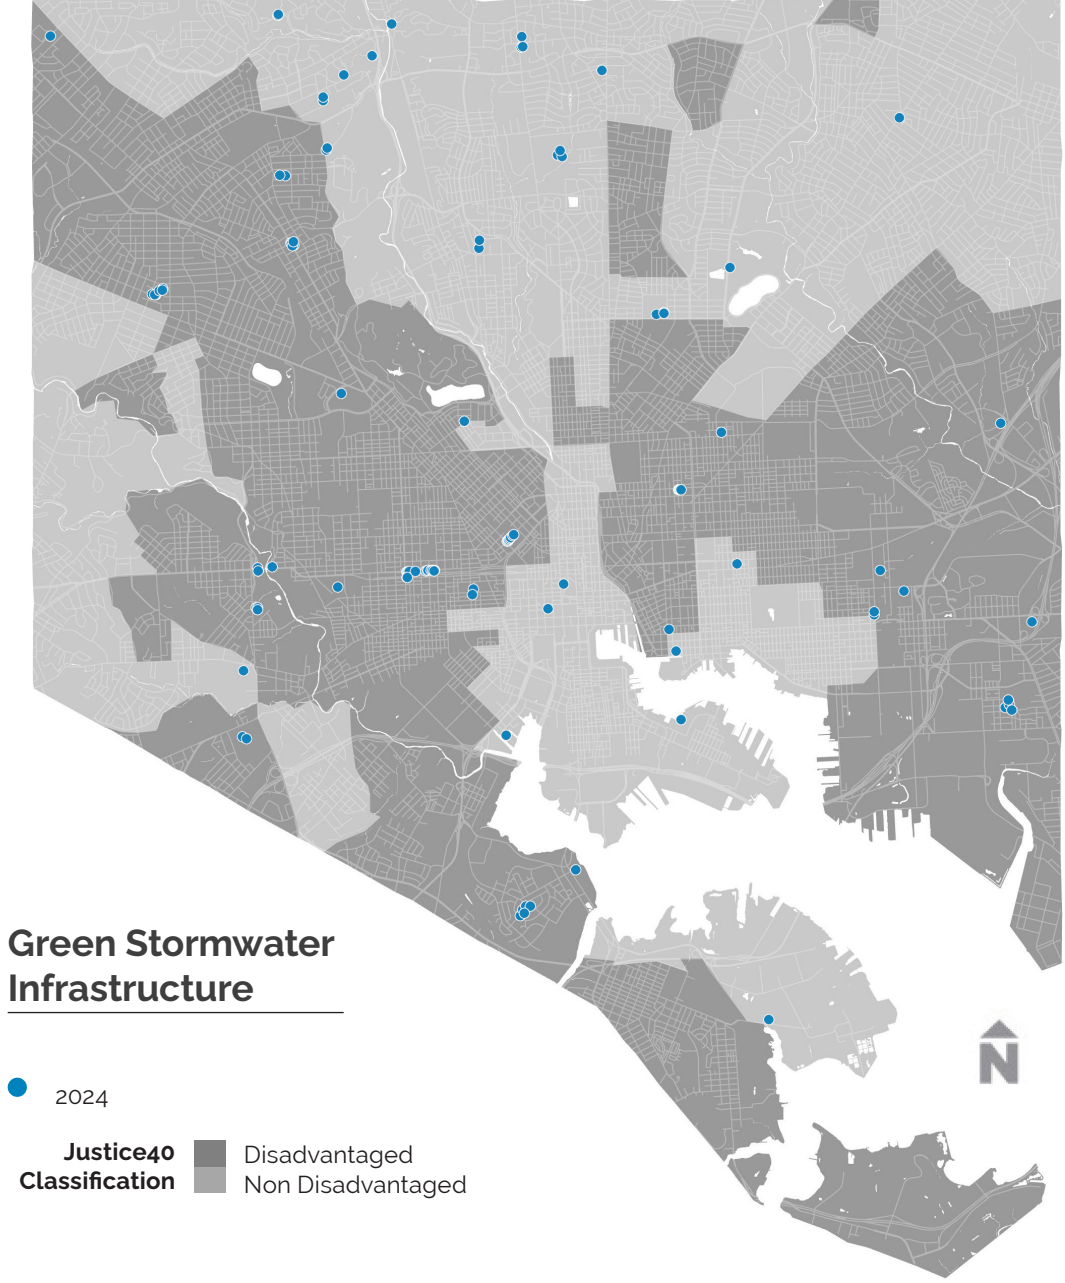 Green Stormwater
Infrastructure
2024
Justice40
Classification
Disadvantaged
Non Disadvantaged
N